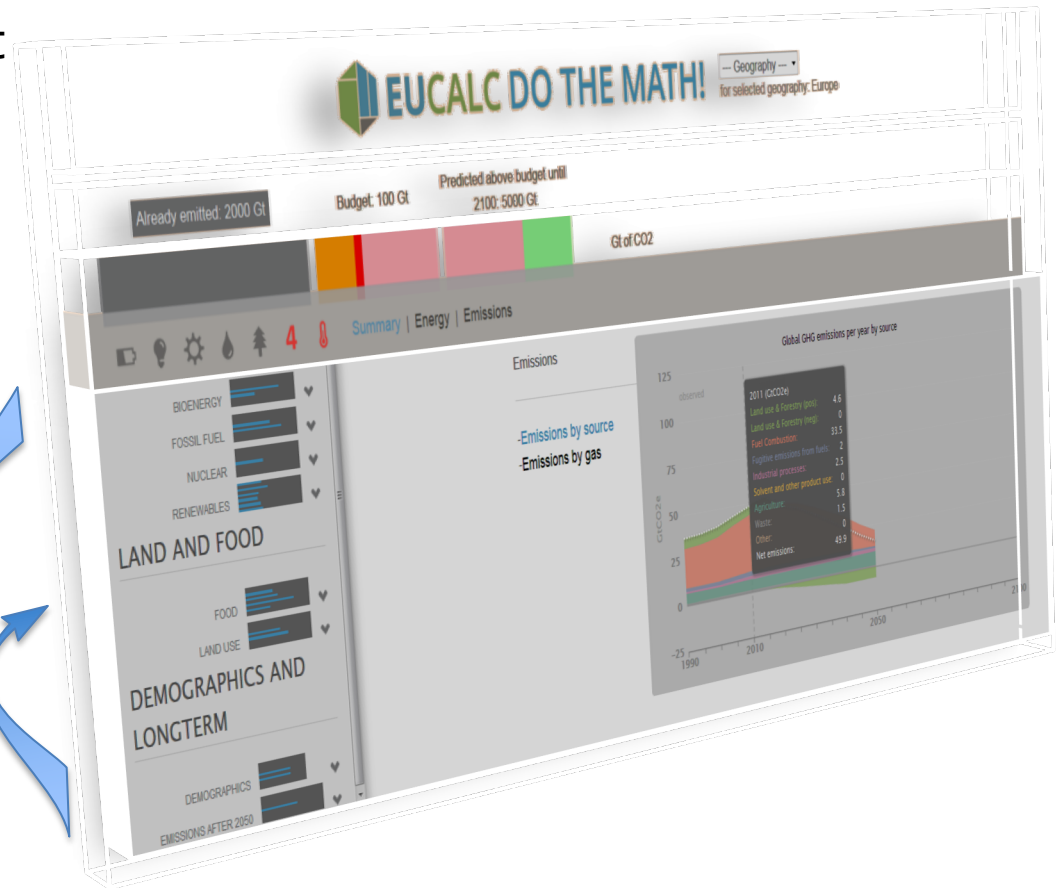 t
EUCALC DO THE MATH!
--- Geography ---
for selected geography: Europe
Already emitted: 2000 Gt
Budget: 100 Gt
Predicted above budget until
2100: 5000 Gt
Gt of CO2
4
Summary | Energy | Emissions
BIOENERGY
FOSSIL FUEL
NUCLEAR
RENEWABLES
LAND AND FOOD
FOOD
LAND USE
DEMOGRAPHICS AND
LONGTERM
DEMOGRAPHICS
EMISSIONS AFTER 2050
Emissions
-Emissions by source
-Emissions by gas
Global GHG emissions per year by source
125
observed
100
75
50
25
0
-25
GtCO2e
1990
2010
2050
2100
2011 (GtCO2e)
Land use & Forestry (pos): 4.6
Land use & Forestry (neg): 0
Fuel Combustion: 33.5
Fugitive emissions from fuels: 2
Industrial processes: 2.5
Solvent and other product use: 0
Agriculture: 5.8
Waste: 1.5
Other: 0
Net emissions: 49.9